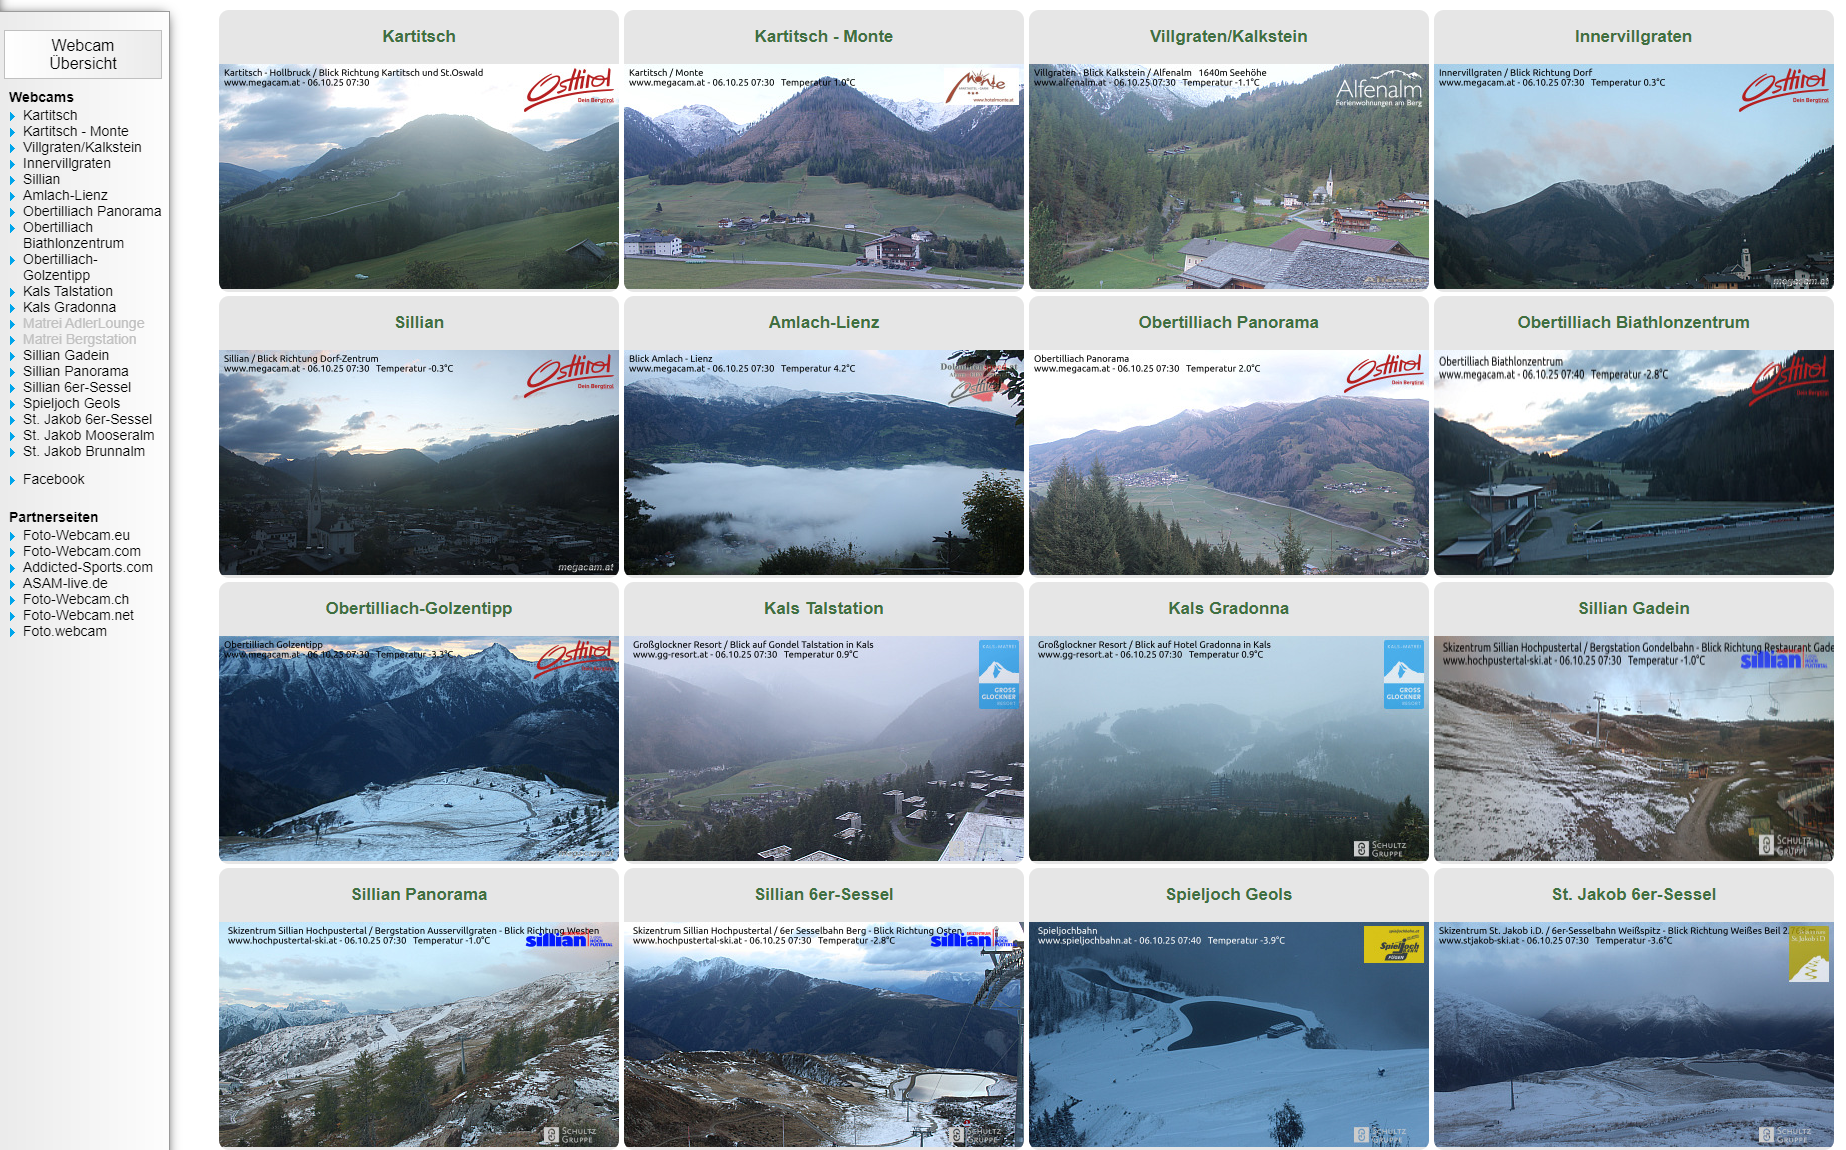 Webcam
Übersicht
Webcams
Kartitsch
Kartitsch - Monte
Villgraten/Kalkstein
Innervillgraten
Sillian
Amlach-Lienz
Obertilliach Panorama
Obertilliach
Biathlonzentrum
Obertilliach-
Golzentipp
Kals Talstation
Kals Gradonna
Matrei AdlerLounge
Matrei Bergstation
Sillian Gadein
Sillian Panorama
Sillian 6er-Sessel
Spieljoch Geols
St. Jakob 6er-Sessel
St. Jakob Mooseralm
St. Jakob Brunnalm
Facebook
Partnerseiten
Foto-Webcam.eu
Foto-Webcam.com
Addicted-Sports.com
ASAM-live.de
Foto-Webcam.ch
Foto-Webcam.net
Foto.webcam
Kartitsch
Kartitsch - Hollbruck / Blick Richtung Kartitsch und St.Oswald
www.megacam.at - 06.10.25 07:30
Osttirol
Dein Bergtirol
Kartitsch - Monte
Kartitsch / Monte
www.megacam.at - 06.10.25 07:30 Temperatur 1.0°C
Monte
www.hotelmonte.at
Villgraten/Kalkstein
Villgraten - Blick Kalkstein / Alfenalm 1640m Seehöhe
www.alfenalm.at - 06.10.25 07:30 Temperatur -1.1°C
Alfenalm
Ferienwohnungen am Berg
Innervillgraten
Innervillgraten / Blick Richtung Dorf
www.megacam.at - 06.10.25 07:30 Temperatur 0.3°C
Osttirol
Dein Bergtirol
megacam.at
Sillian
Sillian / Blick Richtung Dorf-Zentrum
www.megacam.at - 06.10.25 07:30 Temperatur -0.3°C
Osttirol
Dein Bergtirol
megacam.at
Amlach-Lienz
Blick Amlach - Lienz
www.megacam.at - 06.10.25 07:30 Temperatur 4.2°C
Osttirol
Obertilliach Panorama
Obertilliach Panorama
www.megacam.at - 06.10.25 07:30 Temperatur 2.0°C
Osttirol
Dein Bergtirol
Obertilliach Biathlonzentrum
Obertilliach Biathlonzentrum
www.megacam.at - 06.10.25 07:40 Temperatur -2.8°C
Osttirol
Dein Bergtirol
Obertilliach-Golzentipp
Obertilliach Golzentipp
www.megacam.at - 06.10.25 07:30 Temperatur -3.3°C
Osttirol
Kals Talstation
Großglockner Resort / Blick auf Gondel Talstation in Kals
www.gg-resort.at - 06.10.25 07:30 Temperatur 0.9°C
KALS-MATREI
GROSS
GLOCKNER
RESORT
Kals Gradonna
Großglockner Resort / Blick auf Hotel Gradonna in Kals
www.gg-resort.at - 06.10.25 07:30 Temperatur 0.9°C
KALS-MATREI
GROSS
GLOCKNER
RESORT
SCHULTZ
GRUPPE
Sillian Gadein
Skizentrum Sillian Hochpustertal / Bergstation Gondelbahn - Blick Richtung Restaurant Gade
www.hochpustertal-ski.at - 06.10.25 07:30 Temperatur -1.0°C
sillian
HOCH
PUSTERTAL
SCHULTZ
GRUPPE
Sillian Panorama
Skizentrum Sillian Hochpustertal / Bergstation Ausservillgraten - Blick Richtung Westen
www.hochpustertal-ski.at - 06.10.25 07:30 Temperatur -1.0°C
sillian
HOCH
PUSTERTAL
SCHULTZ
GRUPPE
Sillian 6er-Sessel
Skizentrum Sillian Hochpustertal / 6er Sesselbahn Berg - Blick Richtung Osten
www.hochpustertal-ski.at - 06.10.25 07:30 Temperatur -2.8°C
sillian
HOCH
SCHULTZ
GRUPPE
Spieljoch Geols
Spieljochbahn
www.spieljochbahn.at - 06.10.25 07:40 Temperatur -3.9°C
Spieljoch
FÜGEN
SCHULTZ
GRUPPE
St. Jakob 6er-Sessel
Skizentrum St. Jakob i.D. / 6er-Sesselbahn Weißspitz - Blick Richtung Weißes Beil 2.
www.stjakob-ski.at - 06.10.25 07:30 Temperatur -3.6°C
St.Jakob i.D
SCHULTZ
GRUPPE